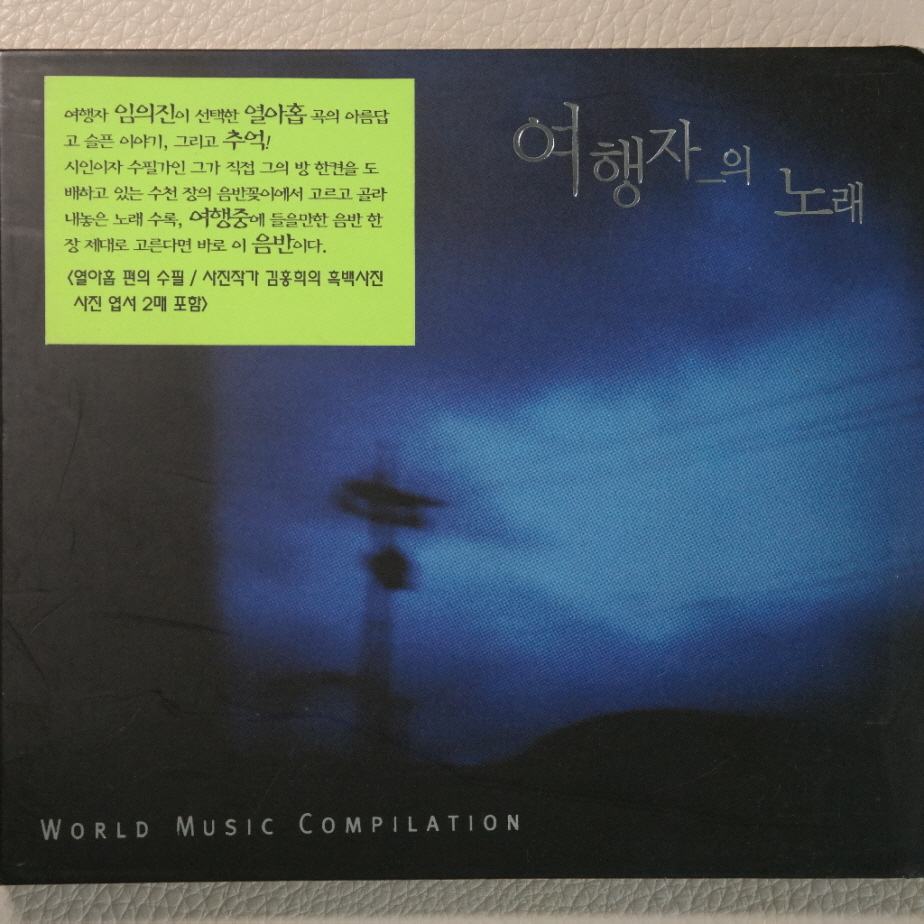 여행자 임의진이 선택한 열아홉 곡의 아름답
고 슬픈 이야기, 그리고 추억!
시인이자 수필가인 그가 직접 그의 방 한켠을 도
배하고 있는 수천 장의 음반꽂이에서 고르고 골라
내놓은 노래 수록, 여행중에 들을만한 음반 한
장 제대로 고른다면 바로 이 음반이다.
<열아홉 편의 수필 / 사진작가 김홍희의 흑백사진
사진 엽서 2매 포함>
여행자_의 노래
WORLD MUSIC COMPILATION